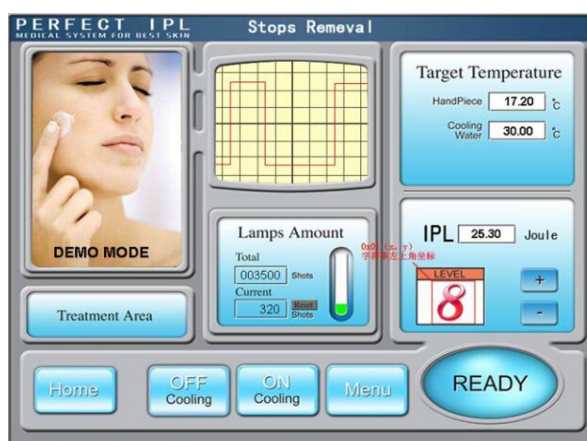 PERFECT IPL
MEDICAL SYSTEM FOR BEST SKIN
Stops Remeval
DEMO MODE
Treatment Area
Lamps Amount
Total
003500 Shots
Current
320 Reset
Shots
Target Temperature
HandPiece 17.20 °C
Cooling
Water 30.00 °C
IPL 25.30 Joule
0x08 (x, y)
字符串左上角坐标
LEVEL
8
+
-
Home
OFF
Cooling
ON
Cooling
Menu
READY